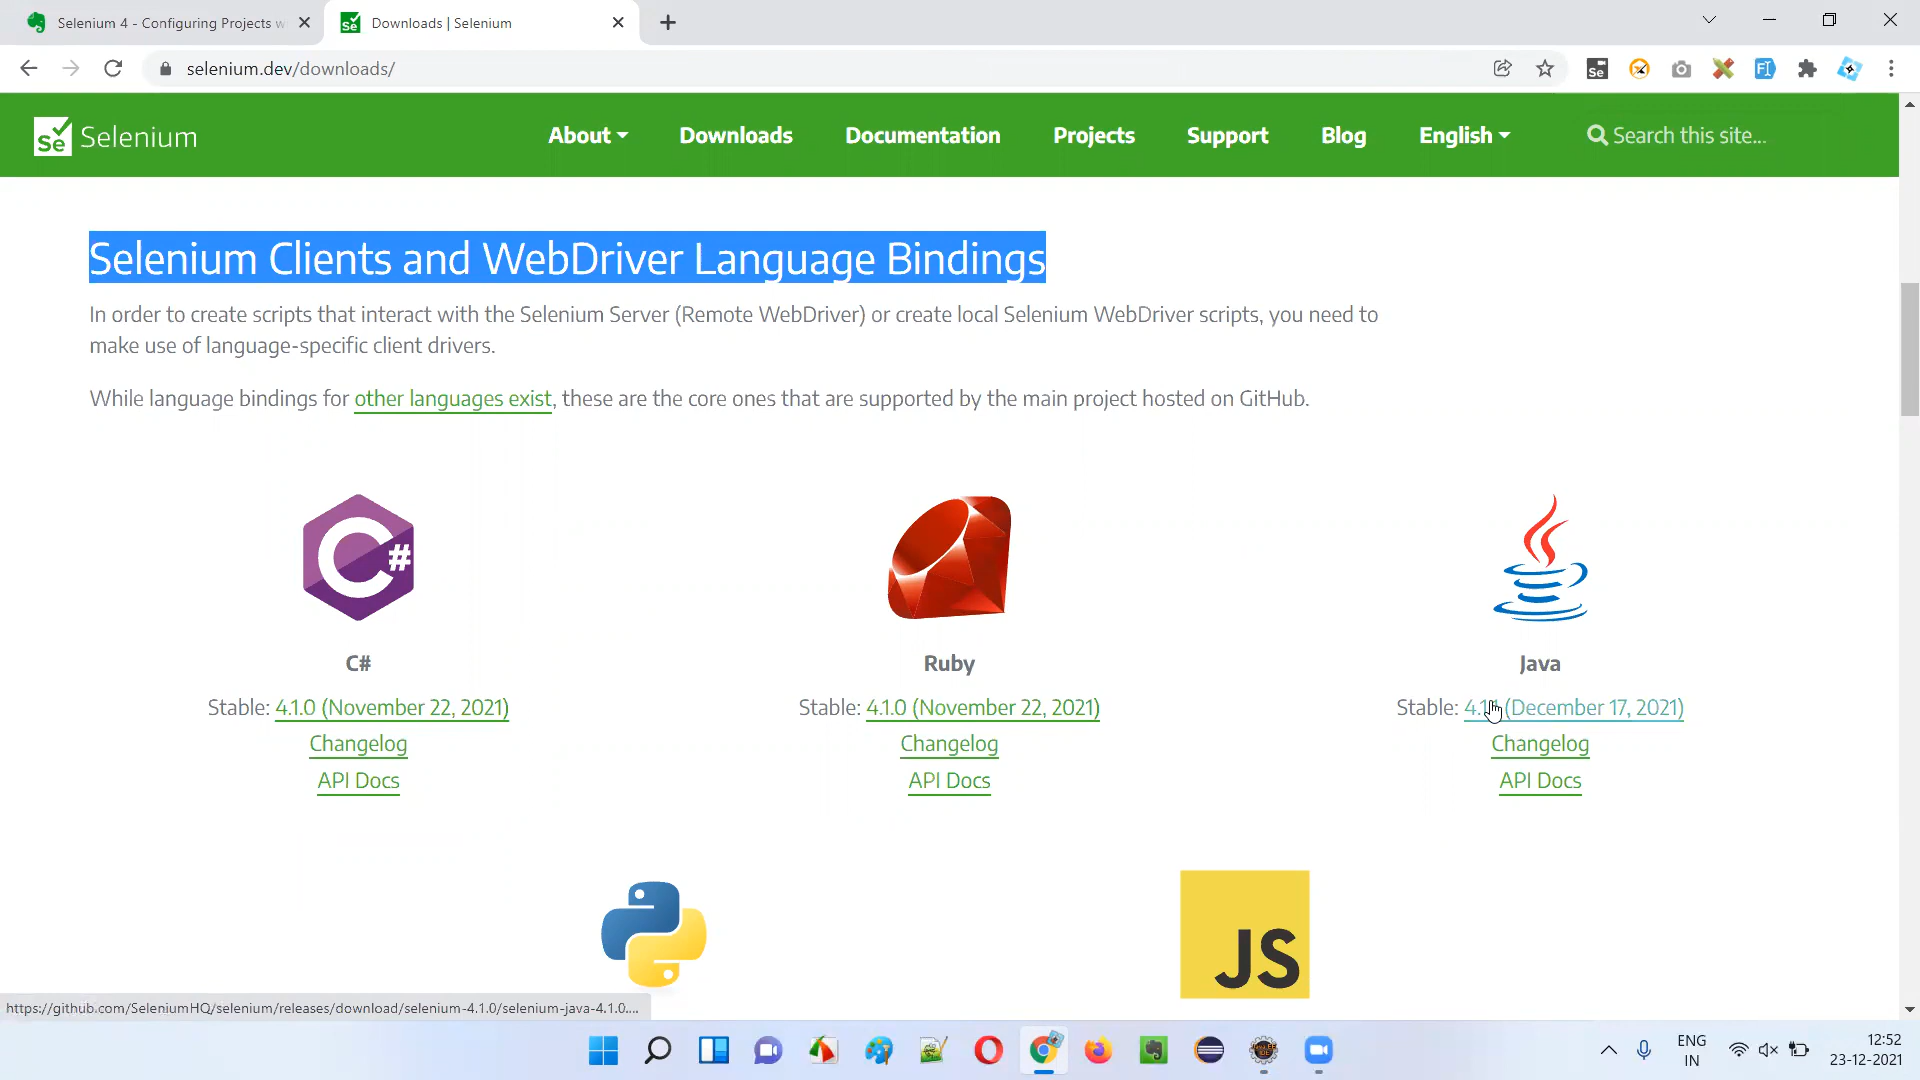 Selenium 4 - Configuring Projects w
Downloads | Selenium
selenium.dev/downloads/
Se
FI
se Selenium
About
Downloads
Documentation
Projects
Support
Blog
English
Search this site...
Selenium Clients and WebDriver Language Bindings
In order to create scripts that interact with the Selenium Server (Remote WebDriver) or create local Selenium WebDriver scripts, you need to
make use of language-specific client drivers.
While language bindings for other languages exist, these are the core ones that are supported by the main project hosted on GitHub.
C#
C#
Stable: 4.1.0 (November 22, 2021)
Changelog
API Docs
Ruby
Stable: 4.1.0 (November 22, 2021)
Changelog
API Docs
Java
Stable: (December 17, 2021)
Changelog
API Docs
JS
https://github.com/SeleniumHQ/selenium/releases/download/selenium-4.1.0/selenium-java-4.1.0....
ENG
IN
12:52
23-12-2021